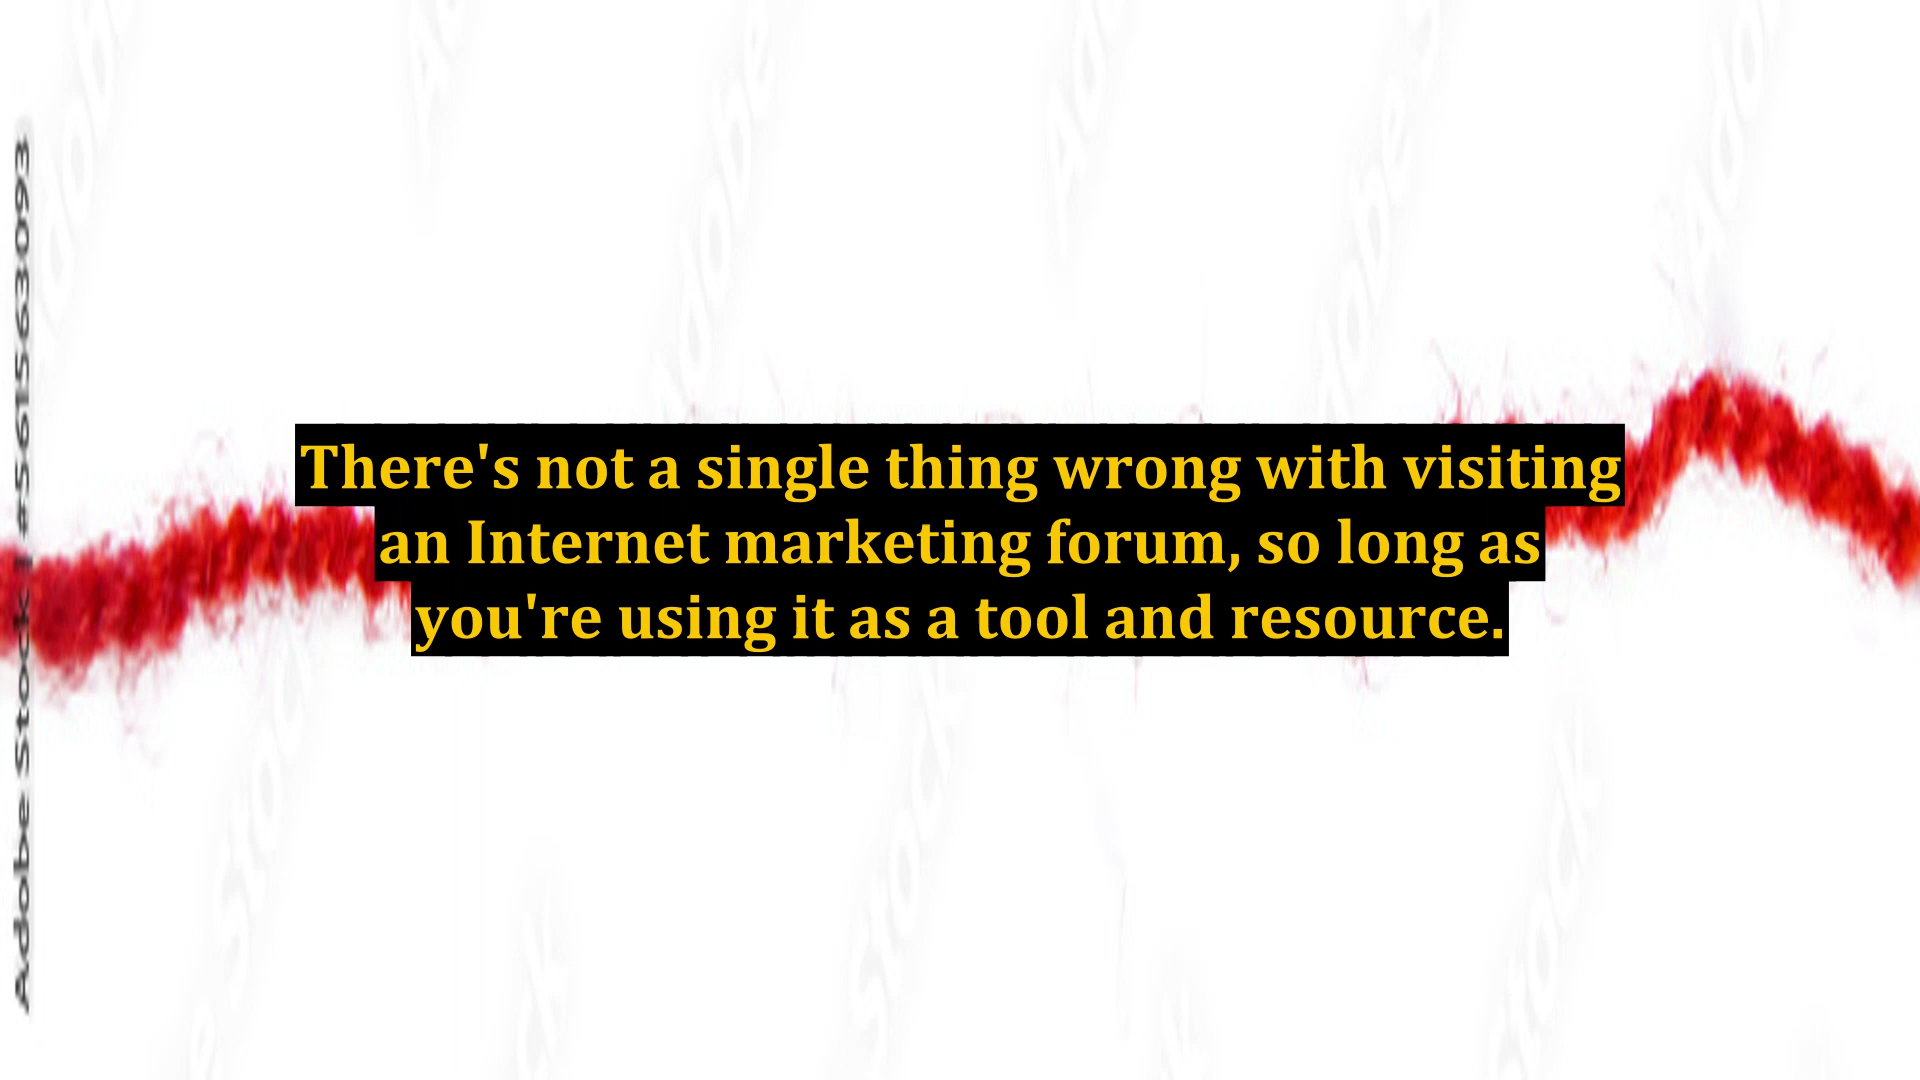 There's not a single thing wrong with visiting
an Internet marketing forum, so long as
you're using it as a tool and resource.
Adobe Stock | #561563093